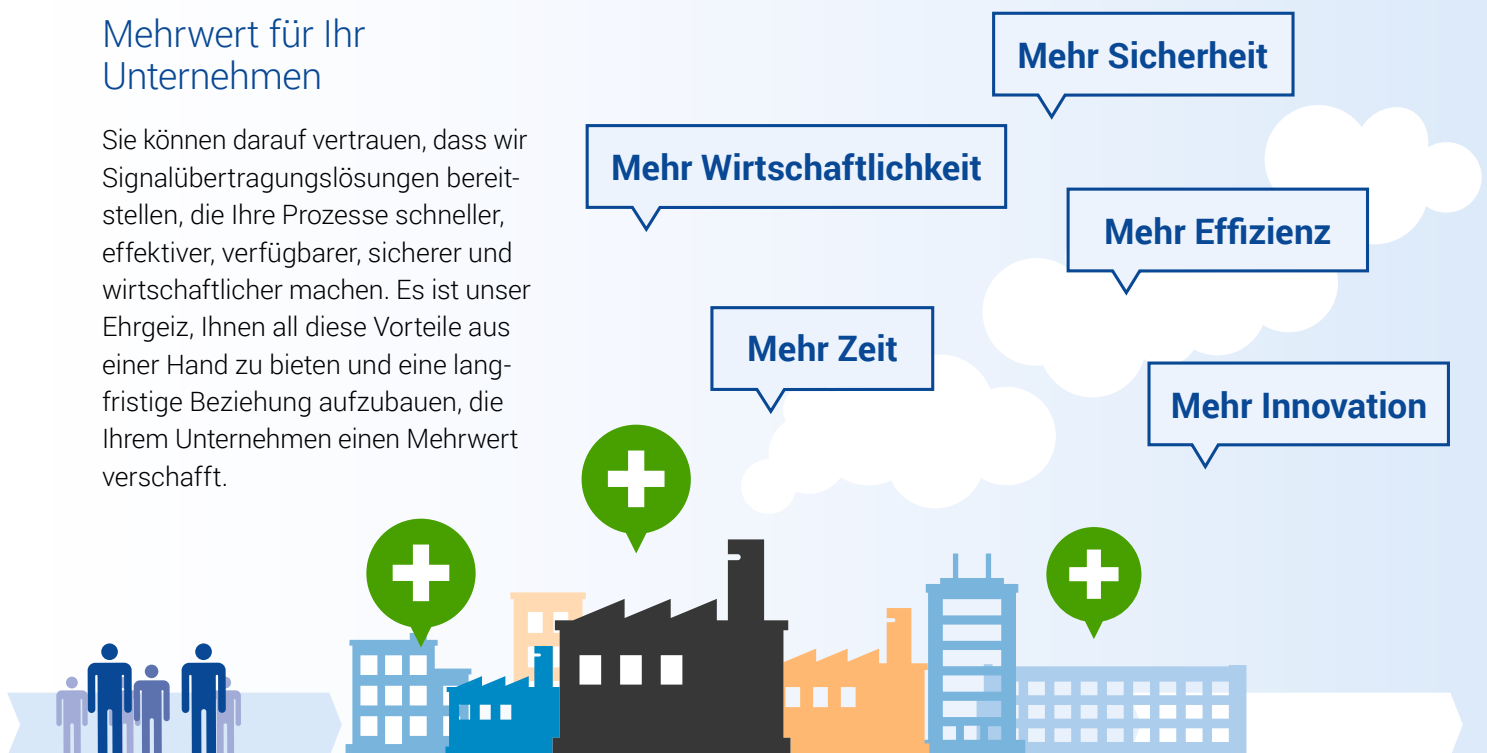 Mehrwert für Ihr
Unternehmen
Sie können darauf vertrauen, dass wir
Signalübertragungslösungen bereit-
stellen, die Ihre Prozesse schneller,
effektiver, verfügbarer, sicherer und
wirtschaftlicher machen. Es ist unser
Ehrgeiz, Ihnen all diese Vorteile aus
einer Hand zu bieten und eine lang-
fristige Beziehung aufzubauen, die
Ihrem Unternehmen einen Mehrwert
verschafft.
Mehr Sicherheit
Mehr Wirtschaftlichkeit
Mehr Effizienz
Mehr Zeit
Mehr Innovation